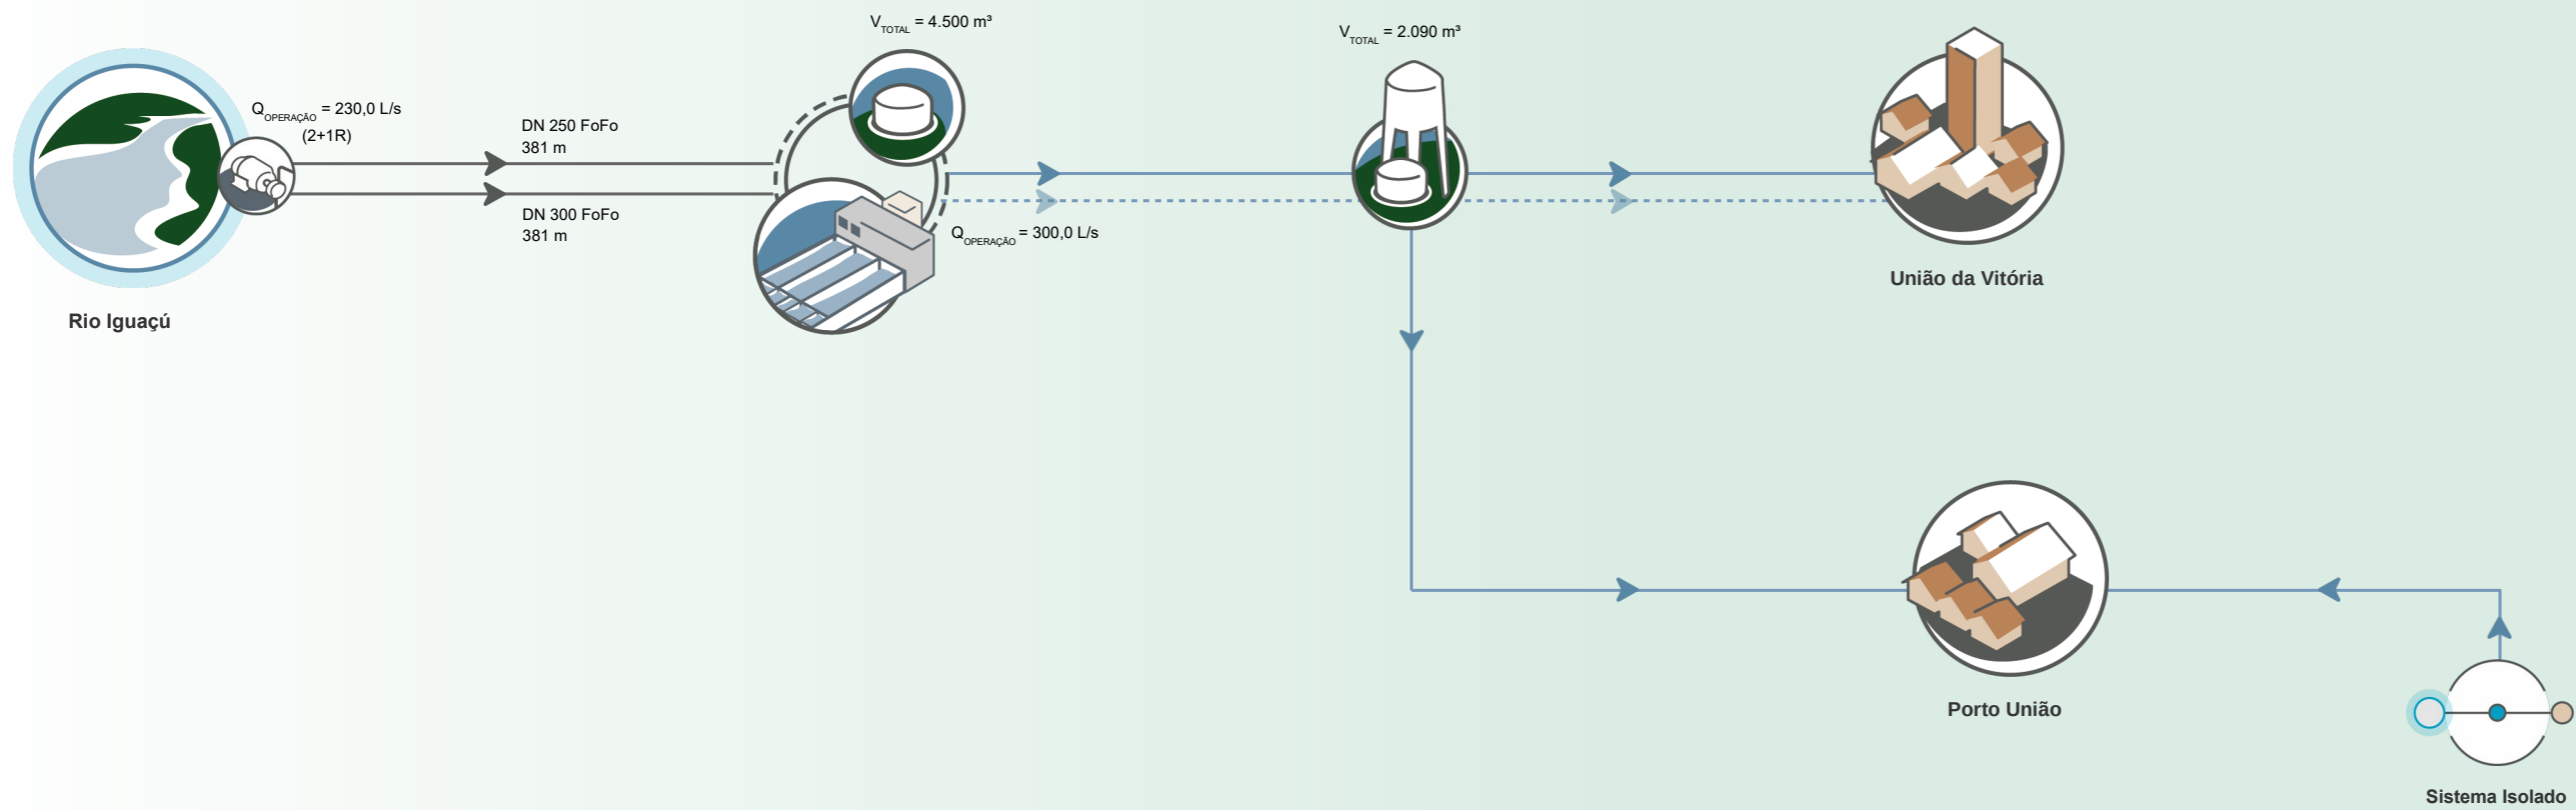 V TOTAL = 4.500 m³
V TOTAL = 2.090 m³
Q OPERAÇÃO = 230,0 L/s
(2+1R)
DN 250 FoFo
381 m
DN 300 FoFo
381 m
Q OPERAÇÃO = 300,0 L/s
União da Vitória
Rio Iguaçú
Porto União
Sistema Isolado